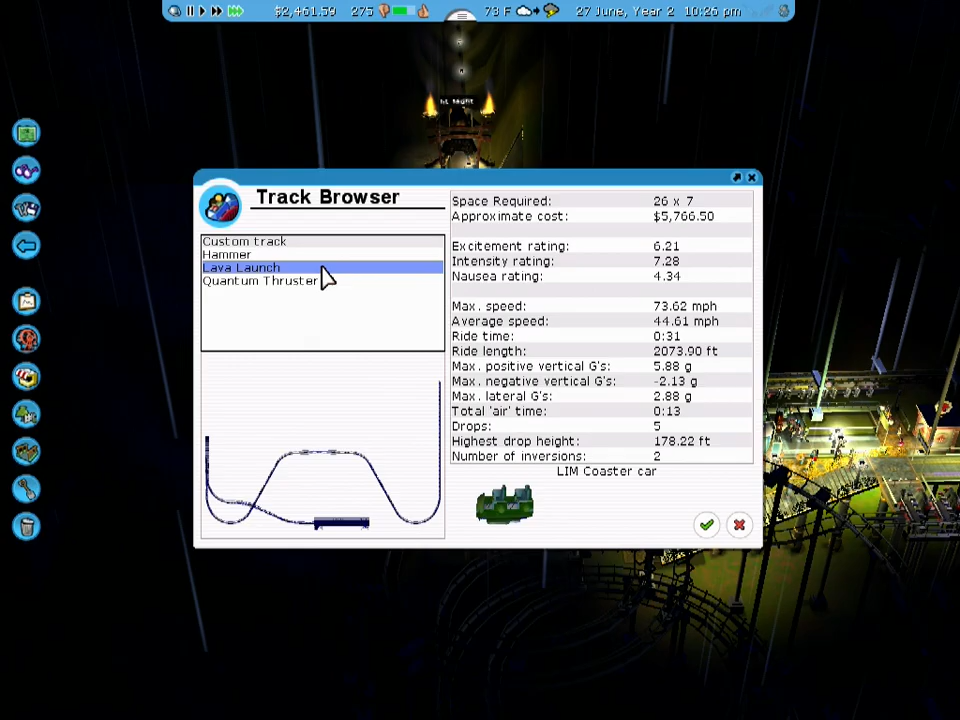 $2,461.59 275 73 F 27 June, Year 2 10:26 pm
Track Browser
Custom track
Hammer
Lava Launch
Quantum Thruster
Space Required: 26 x 7
Approximate cost: $5,766.50
Excitement rating: 6.21
Intensity rating: 7.28
Nausea rating: 4.34
Max. speed: 73.62 mph
Average speed: 44.61 mph
Ride time: 0:31
Ride length: 2073.90 ft
Max. positive vertical G's: 5.88 g
Max. negative vertical G's: -2.13 g
Max. lateral G's: 2.88 g
Total 'air' time: 0:13
Drops: 5
Highest drop height: 178.22 ft
Number of inversions: 2
LIM Coaster car